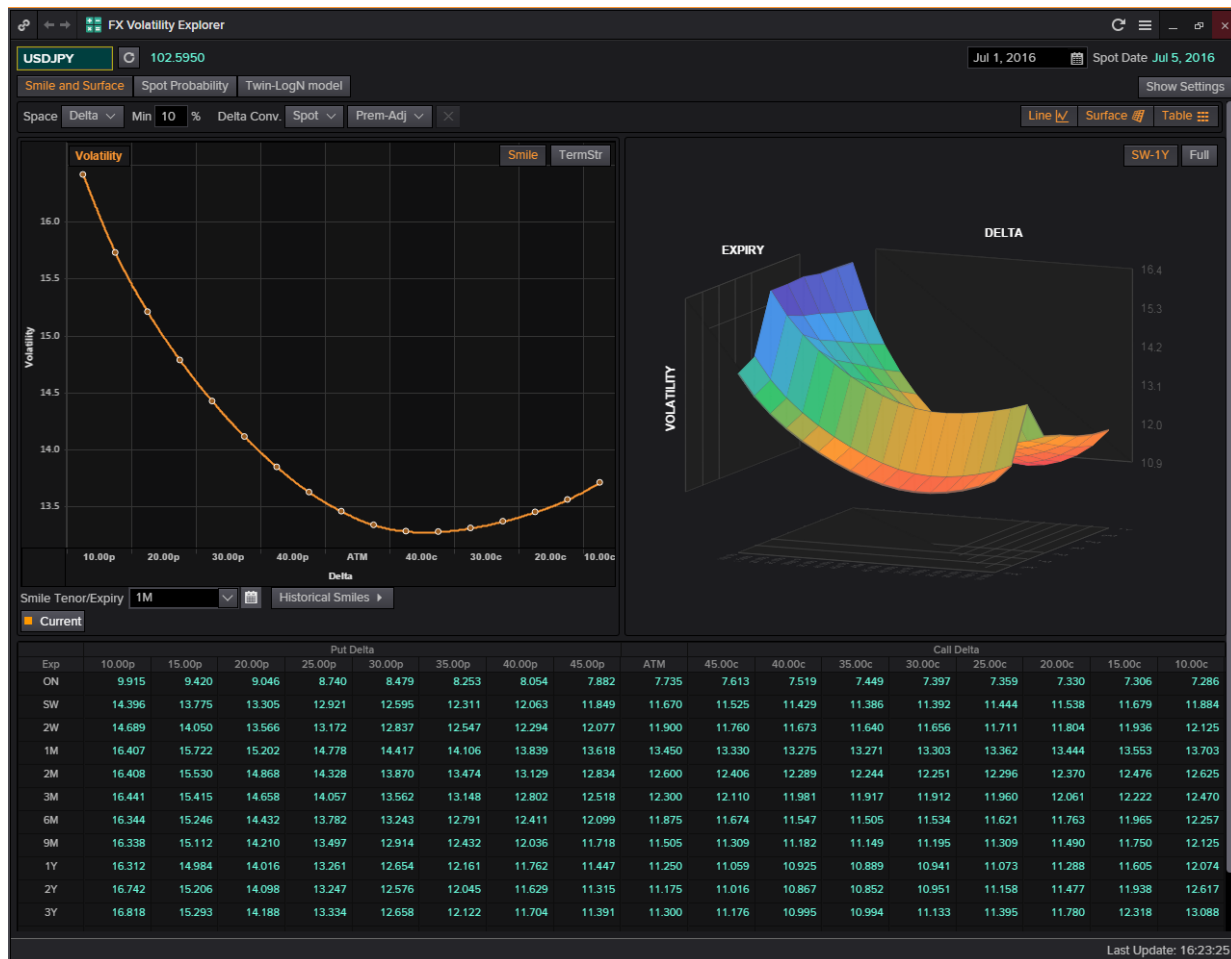 FX Volatility Explorer
USDJPY 102.5950 Jul 1, 2016 Spot Date Jul 5, 2016
Smile and Surface Spot Probability Twin-LogN model Show Settings
Space Delta Min 10 % Delta Conv. Spot Prem-Adj Line Surface Table
Volatility Smile TermStr SW-1Y Full
DELTA
EXPIRY
VOLATILITY
16.4
15.3
14.2
13.1
12.0
10.9
Volatility
16.0
15.5
15.0
14.5
14.0
13.5
10.00p 20.00p 30.00p 40.00p ATM 40.00c 30.00c 20.00c 10.00c
Delta
Smile Tenor/Expiry 1M Historical Smiles
Current
Put Delta Call Delta
Exp 10.00p 15.00p 20.00p 25.00p 30.00p 35.00p 40.00p 45.00p ATM 45.00c 40.00c 35.00c 30.00c 25.00c 20.00c 15.00c 10.00c
ON 9.915 9.420 9.046 8.740 8.479 8.253 8.054 7.882 7.735 7.613 7.519 7.449 7.397 7.359 7.330 7.306 7.286
SW 14.396 13.775 13.305 12.921 12.595 12.311 12.063 11.849 11.670 11.525 11.429 11.386 11.392 11.444 11.538 11.679 11.884
2W 14.689 14.050 13.566 13.172 12.837 12.547 12.294 12.077 11.900 11.760 11.673 11.640 11.656 11.711 11.804 11.936 12.125
1M 16.407 15.722 15.202 14.778 14.417 14.106 13.839 13.618 13.450 13.330 13.275 13.271 13.303 13.362 13.444 13.553 13.703
2M 16.408 15.530 14.868 14.328 13.870 13.474 13.129 12.834 12.600 12.406 12.289 12.244 12.251 12.296 12.370 12.476 12.625
3M 16.441 15.415 14.658 14.057 13.562 13.148 12.802 12.518 12.300 12.110 11.981 11.917 11.912 11.960 12.061 12.222 12.470
6M 16.344 15.246 14.432 13.782 13.243 12.791 12.411 12.099 11.875 11.674 11.547 11.505 11.534 11.621 11.763 11.965 12.257
9M 16.338 15.112 14.210 13.497 12.914 12.432 12.036 11.718 11.505 11.309 11.182 11.149 11.195 11.309 11.490 11.750 12.125
1Y 16.312 14.984 14.016 13.261 12.654 12.161 11.762 11.447 11.250 11.059 10.925 10.889 10.941 11.073 11.288 11.605 12.074
2Y 16.742 15.206 14.098 13.247 12.576 12.045 11.629 11.315 11.175 11.016 10.867 10.852 10.951 11.158 11.477 11.938 12.617
3Y 16.818 15.293 14.188 13.334 12.658 12.122 11.704 11.391 11.300 11.176 10.995 10.994 11.133 11.395 11.780 12.318 13.088
Last Update: 16:23:25